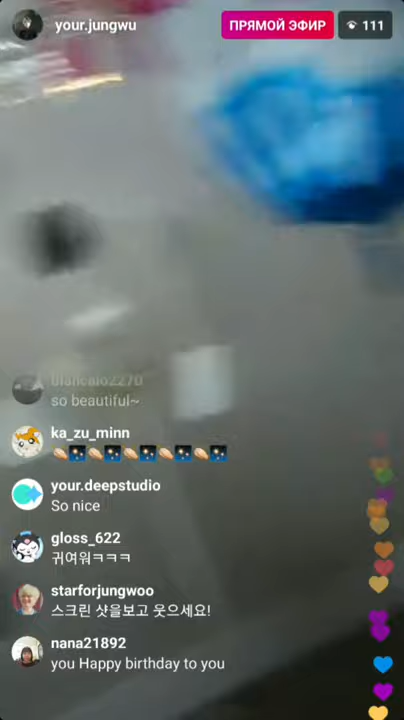 your.jungwu
ПРЯМОЙ ЭФИР
111
so beautiful~
ka_zu_minn
your.deepstudio
So nice
gloss_622
귀여워ㅋㅋㅋ
starforjungwoo
스크린 샷을보고 웃으세요!
nana21892
you Happy birthday to you